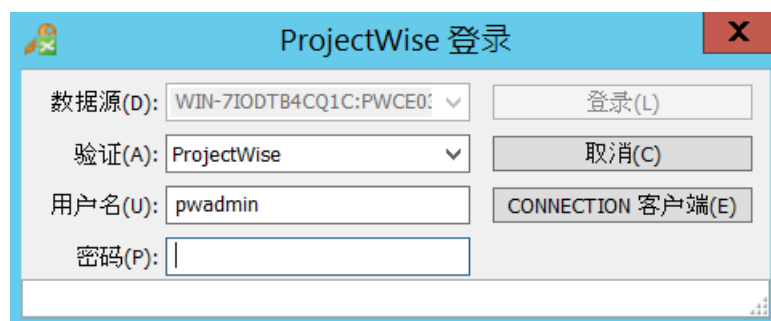 ProjectWise 登录
X
数据源(D): WIN-7IODTB4CQ1C:PWCE03 登录(L)
验证(A): ProjectWise 取消(C)
用户名(U): pwadmin CONNECTION 客户端(E)
密码(P):